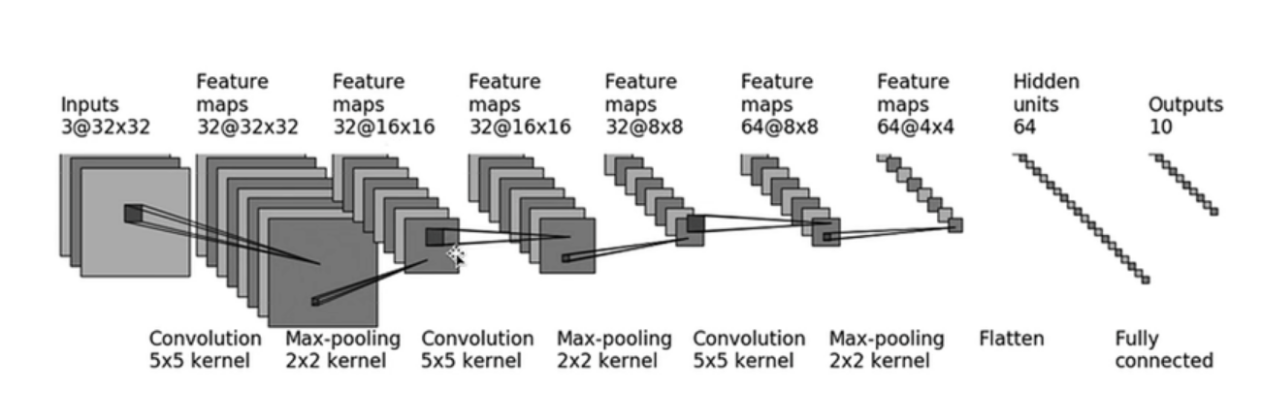 Inputs
3@32x32
Feature
maps
32@32x32
Feature
maps
32@16x16
Feature
maps
32@16x16
Feature
maps
32@8x8
Feature
maps
64@8x8
Feature
maps
64@4x4
Hidden
units
64
Outputs
10
Convolution
5x5 kernel
Max-pooling
2x2 kernel
Convolution
5x5 kernel
Max-pooling
2x2 kernel
Convolution
5x5 kernel
Max-pooling
2x2 kernel
Flatten
Fully
connected